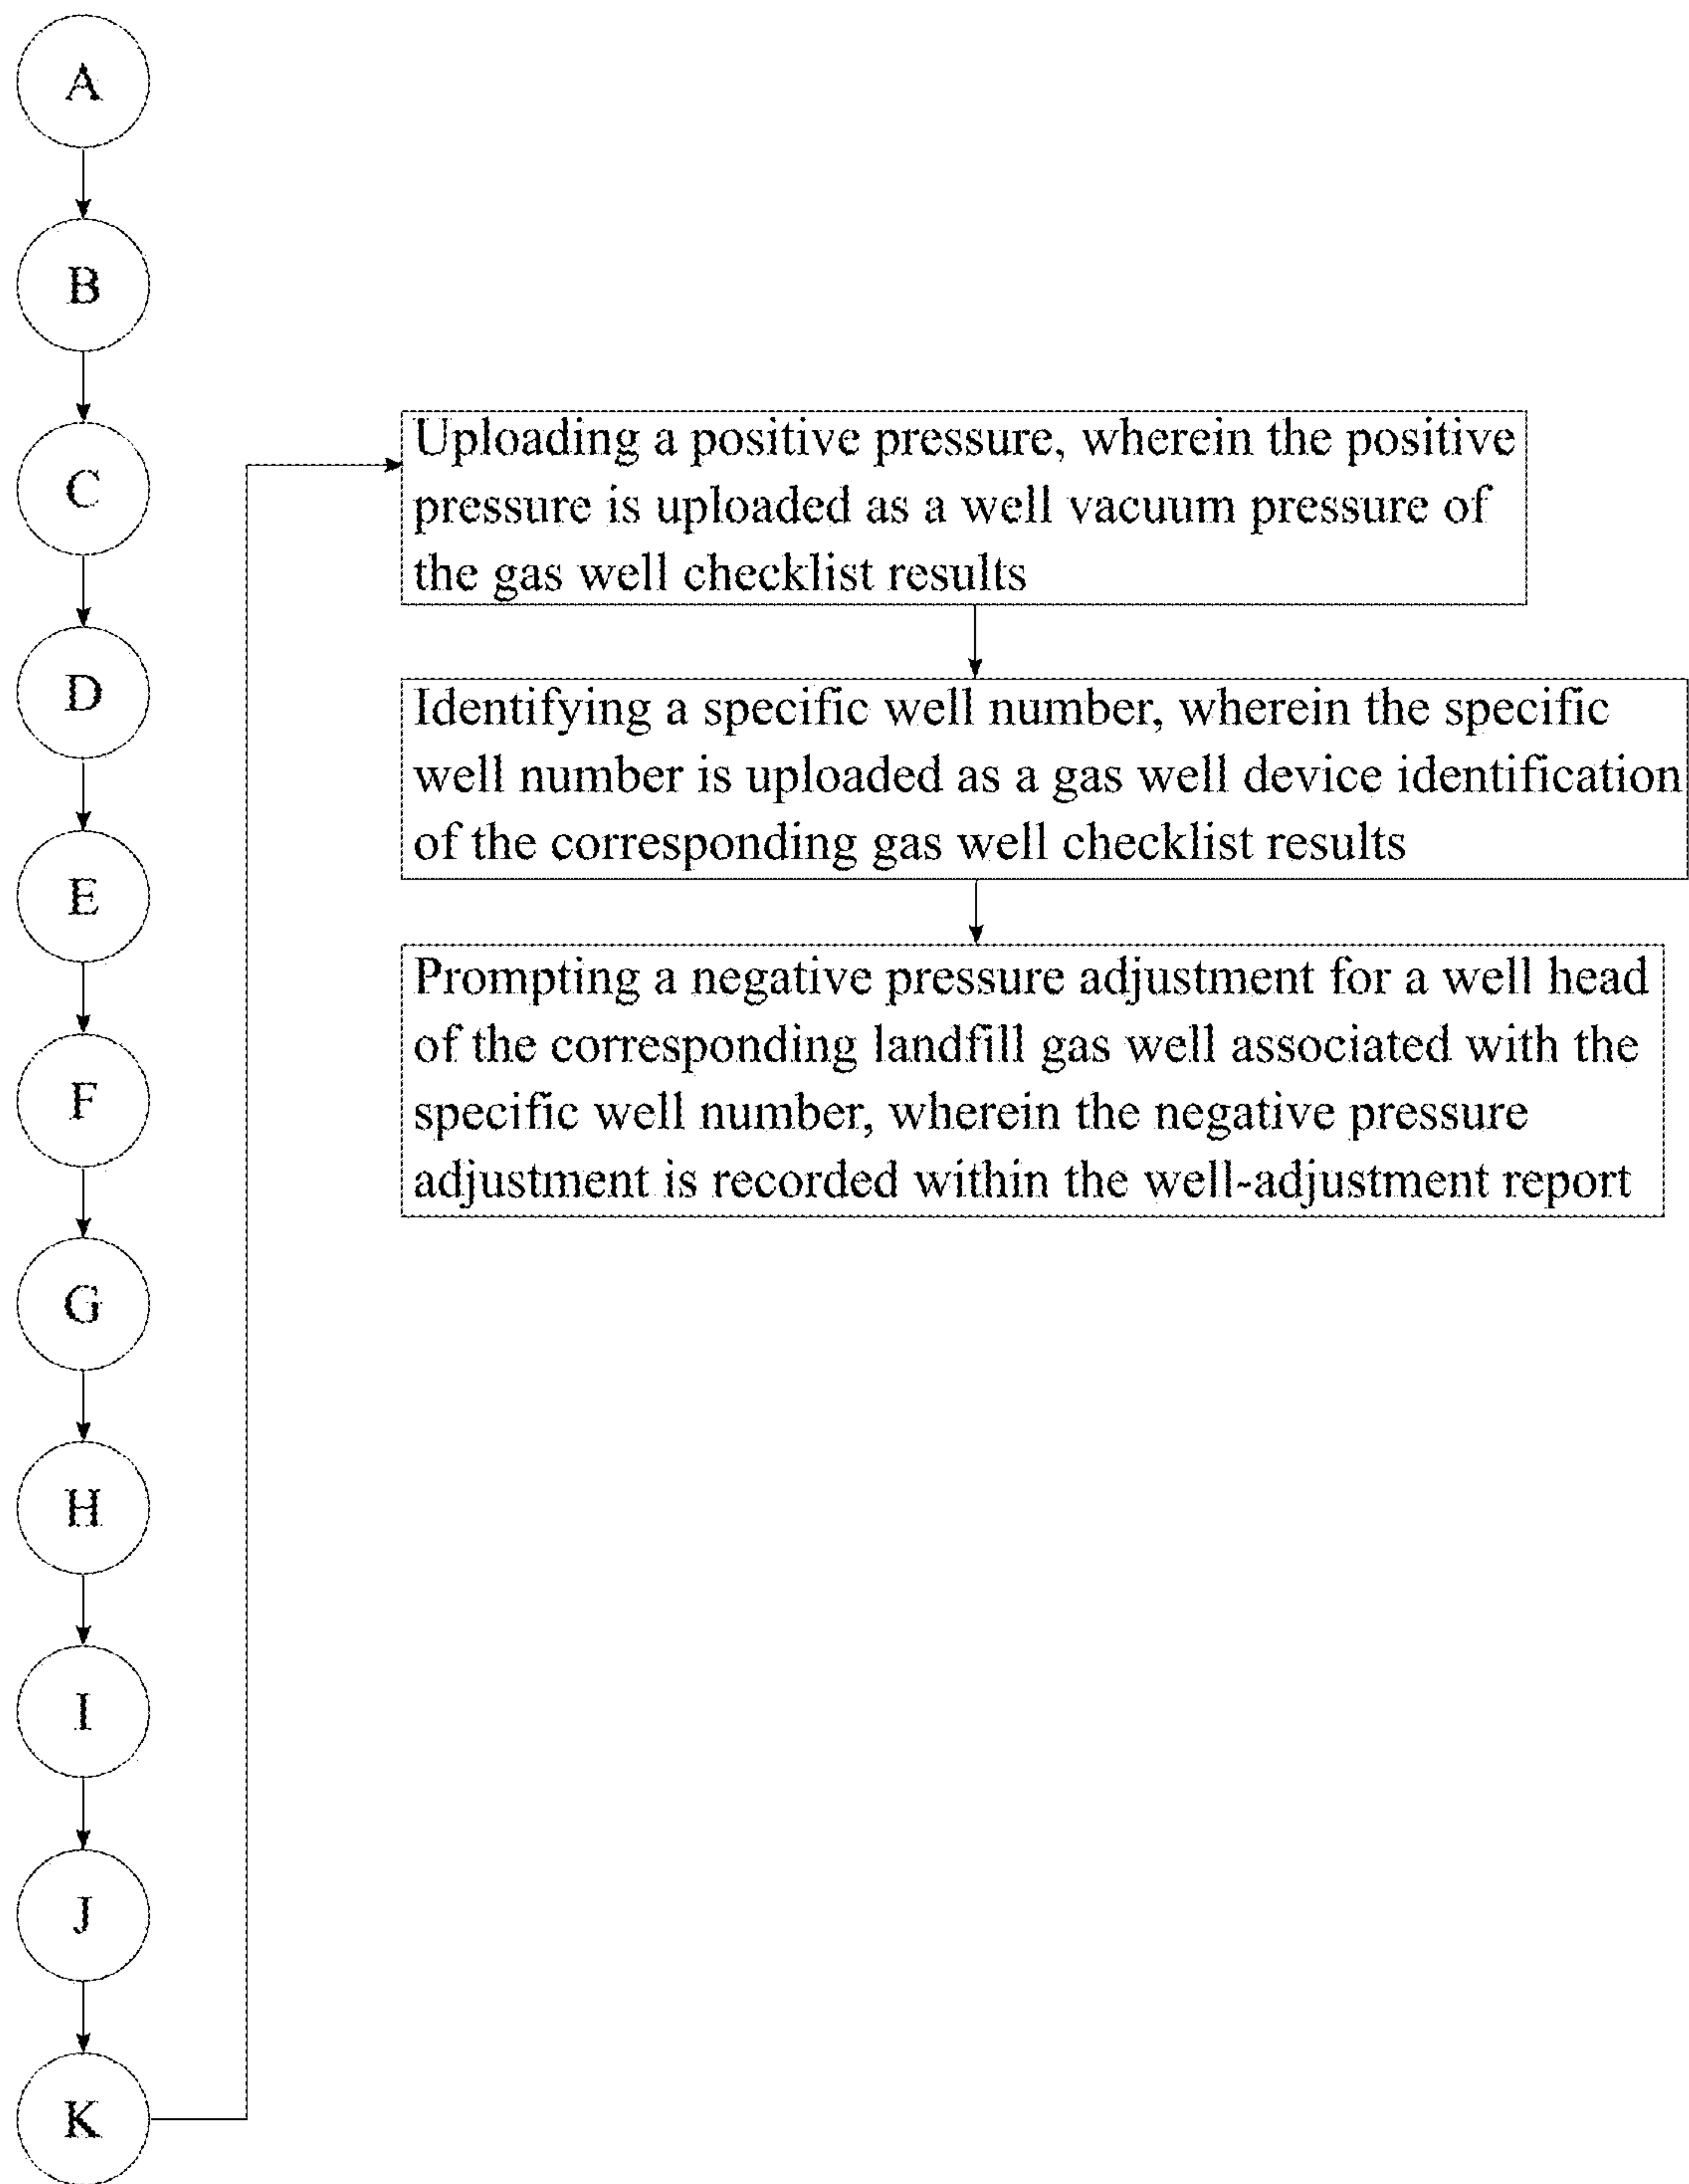 A
B
C
D
E
F
G
H
I
J
K
Uploading a positive pressure, wherein the positive
pressure is uploaded as a well vacuum pressure of
the gas well checklist results
Identifying a specific well number, wherein the specific
well number is uploaded as a gas well device identification
of the corresponding gas well checklist results
Prompting a negative pressure adjustment for a well head
of the corresponding landfill gas well associated with the
specific well number, wherein the negative pressure
adjustment is recorded within the well-adjustment report